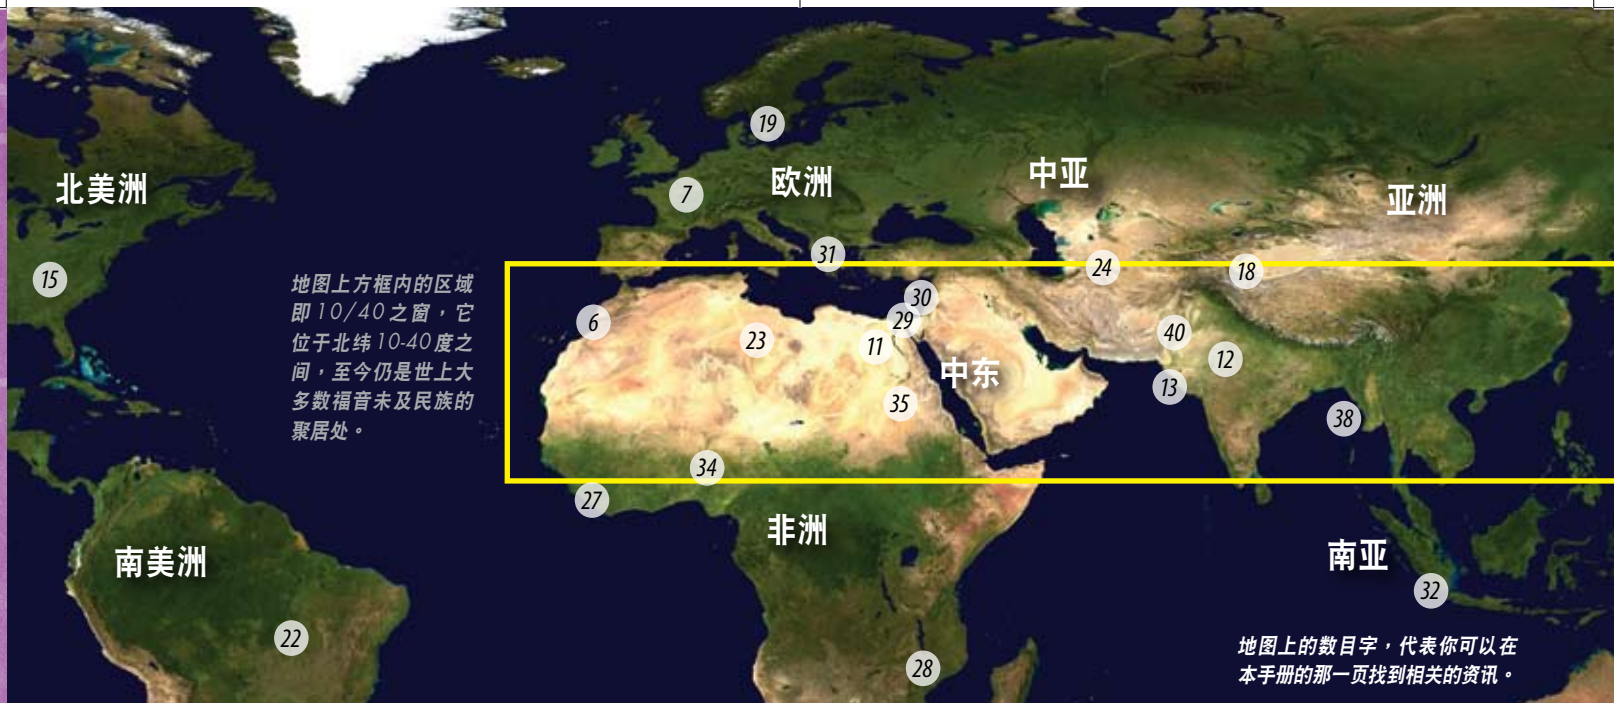 19
北美洲
7
欧洲
中亚
亚洲
15
31
24
18
地图上方框内的区域
即10/40之窗，它
位于北纬10-40度之
间，至今仍是世上大
多数福音未及民族的
聚居处。
6
23
30
29
11
中东
35
40
12
13
38
34
27
非洲
南美洲
南亚
32
22
28
地图上的数目字，代表你可以在
本手册的那一页找到相关的资讯。